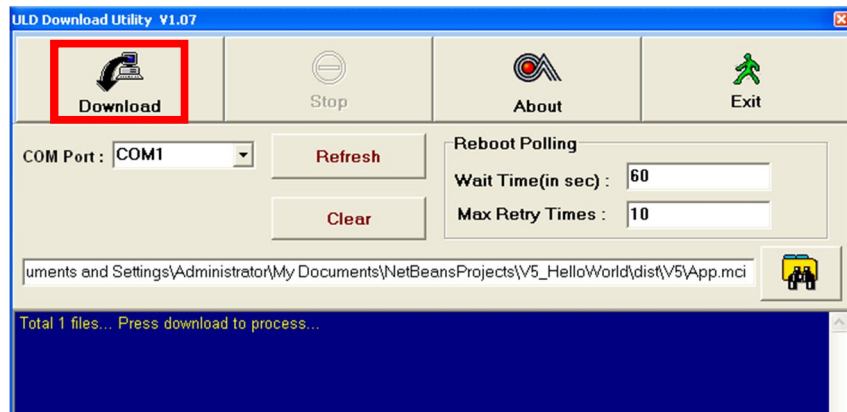 ULD Download Utility V1.07
Download
Stop
About
Exit
COM Port : COM1
Refresh
Clear
Reboot Polling
Wait Time(in sec) : 60
Max Retry Times : 10
uments and Settings\Administrator\My Documents\NetBeansProjects\V5_HelloWorld\dist\V5\App.mci
Total 1 files... Press download to process...